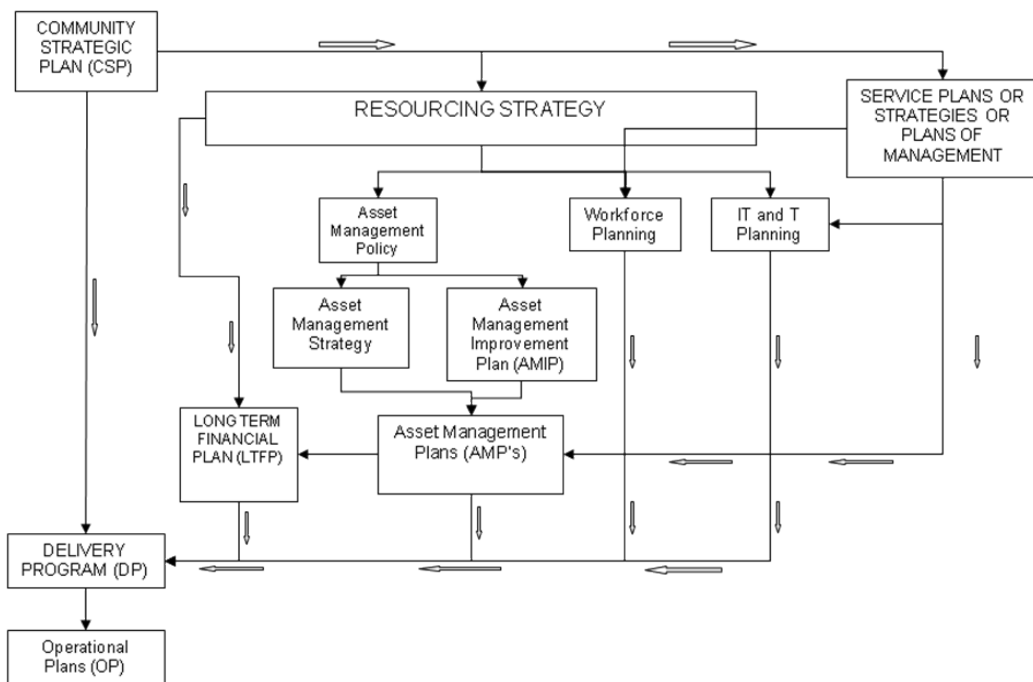 COMMUNITY
STRATEGIC
PLAN (CSP)
RESOURCING STRATEGY
SERVICE PLANS OR
STRATEGIES OR
PLANS OF
MANAGEMENT
Asset
Management
Policy
Workforce
Planning
IT and T
Planning
Asset
Management
Strategy
Asset
Management
Improvement
Plan (AMIP)
LONG TERM
FINANCIAL
PLAN (LTFP)
Asset Management
Plans (AMP's)
DELIVERY
PROGRAM (DP)
Operational
Plans (OP)